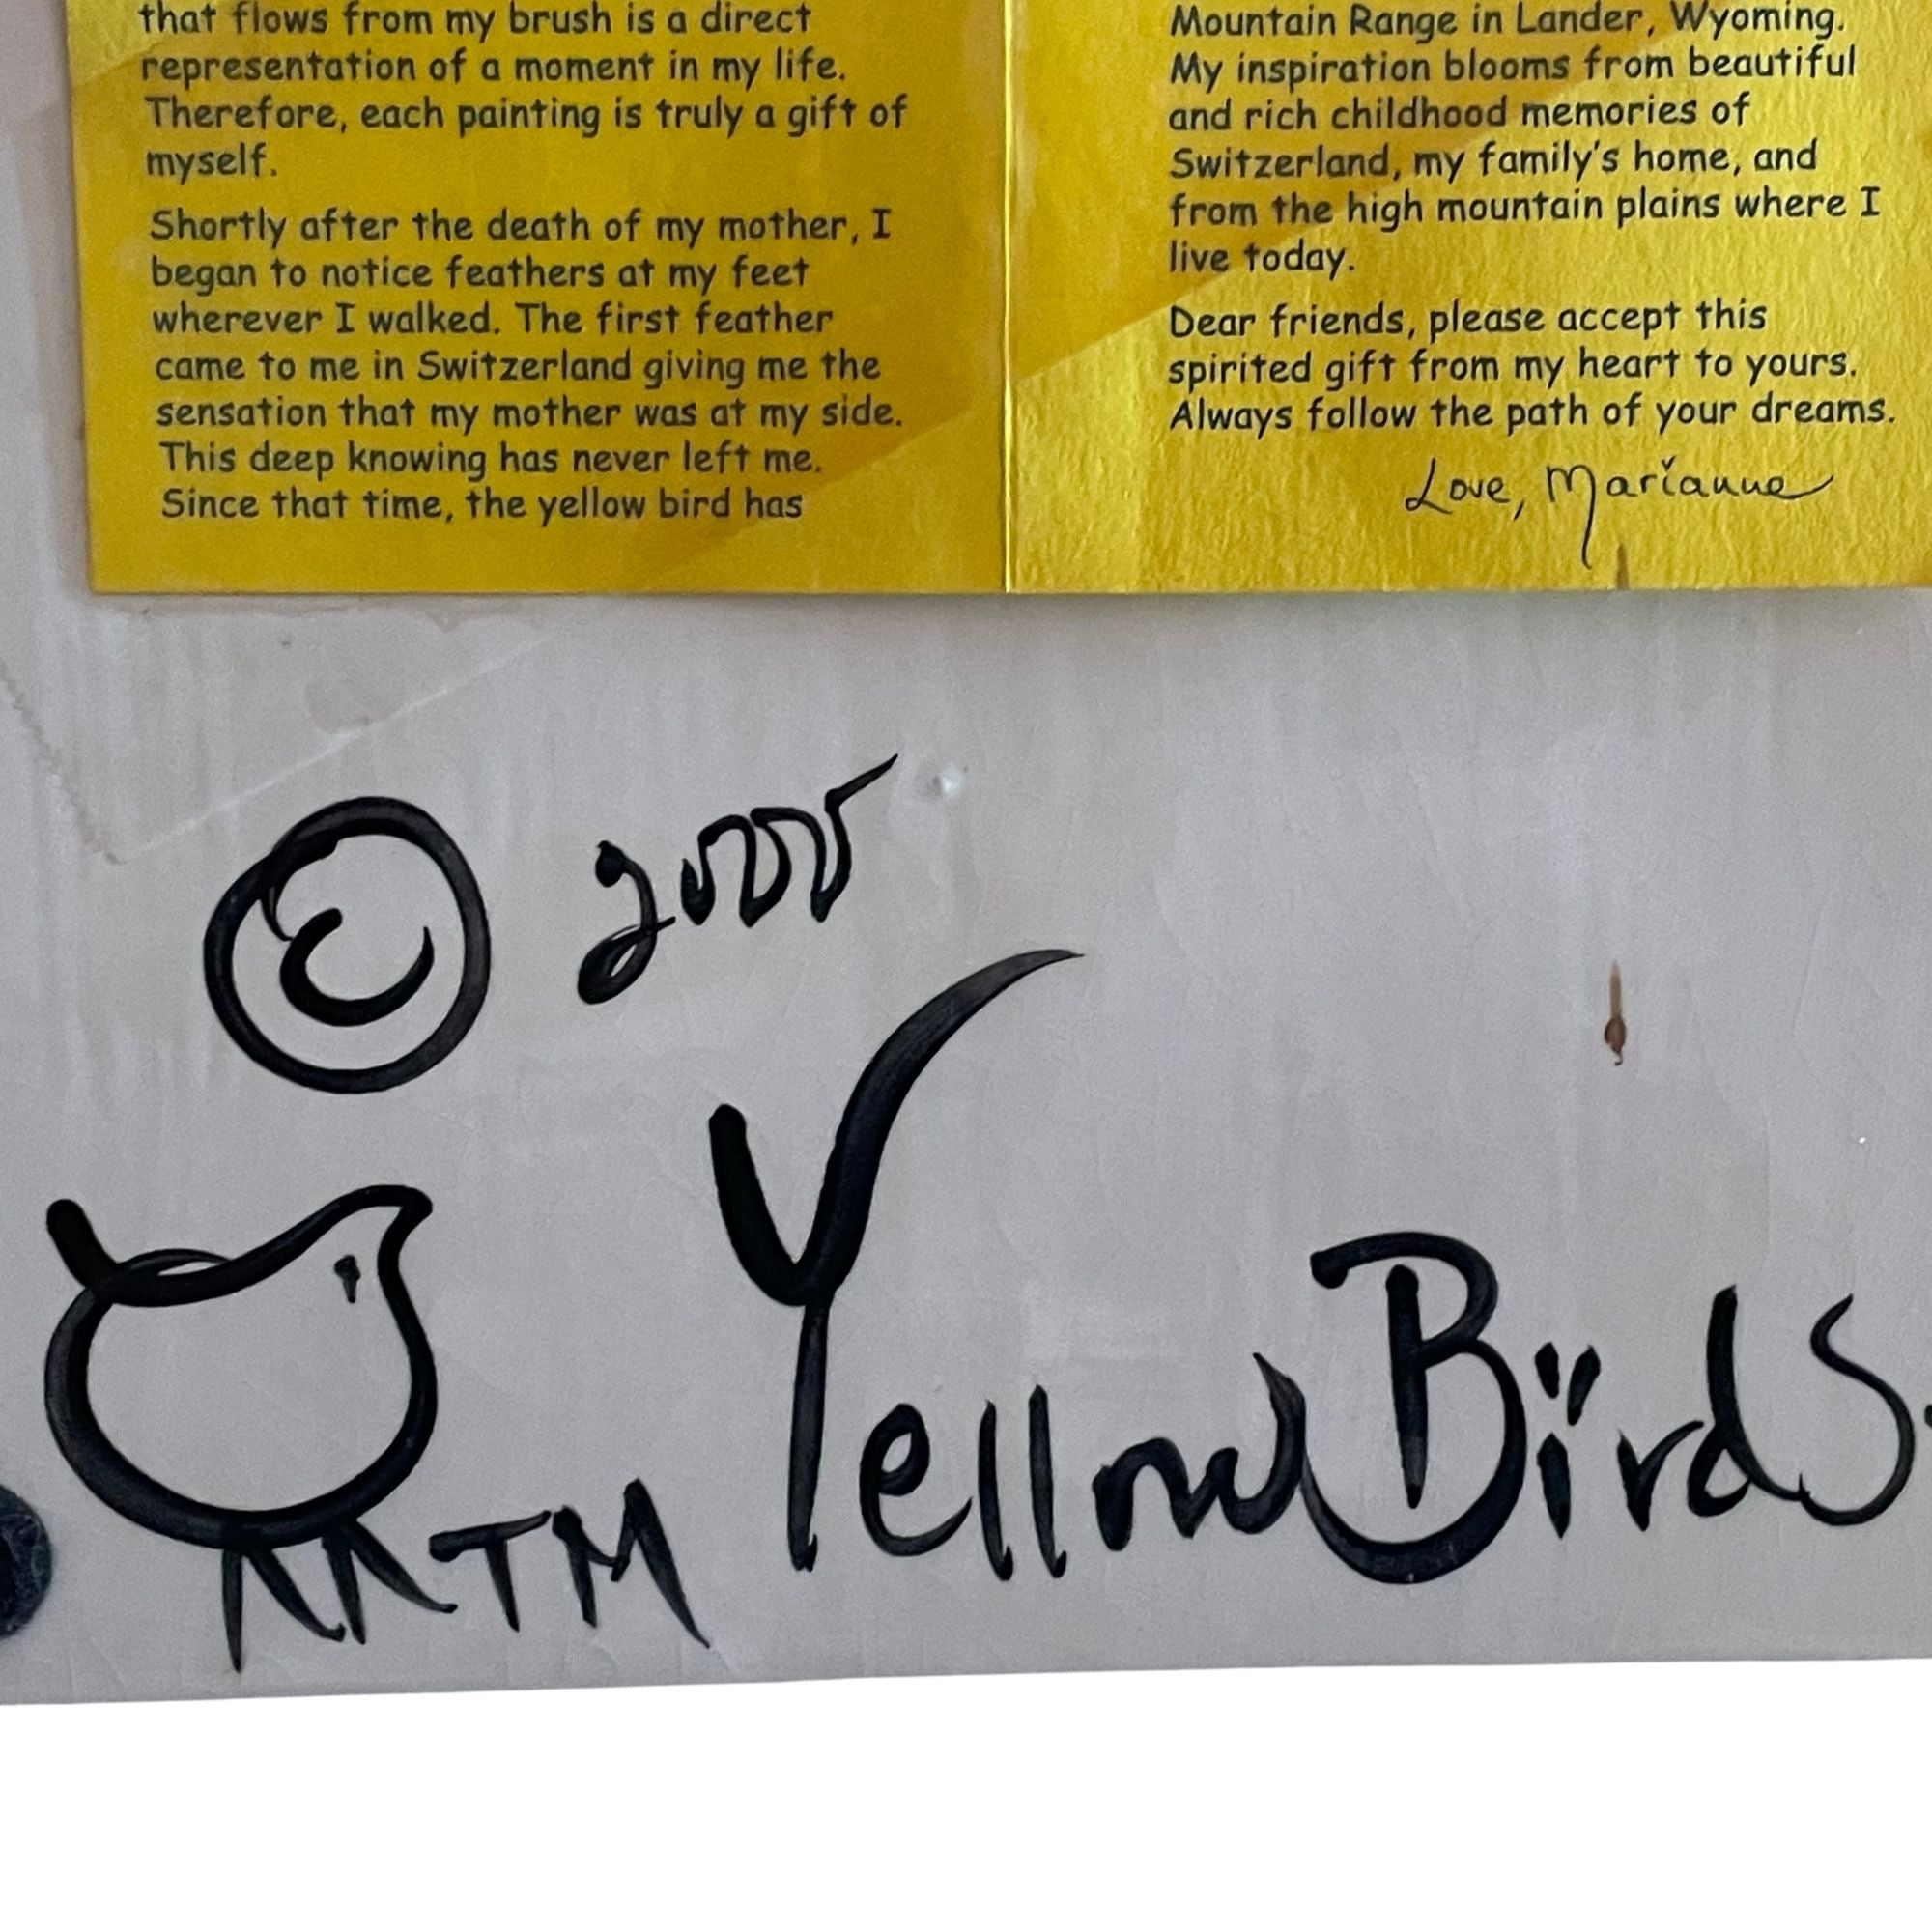 that flows from my brush is a direct
representation of a moment in my life.
Therefore, each painting is truly a gift of
myself.
Shortly after the death of my mother, I
began to notice feathers at my feet
wherever I walked. The first feather
came to me in Switzerland giving me the
sensation that my mother was at my side.
This deep knowing has never left me.
Since that time, the yellow bird has
Mountain Range in Lander, Wyoming.
My inspiration blooms from beautiful
and rich childhood memories of
Switzerland, my family's home, and
from the high mountain plains where I
live today.
Dear friends, please accept this
spirited gift from my heart to yours.
Always follow the path of your dreams.
Love, Marianne
©
TM YellowBirds